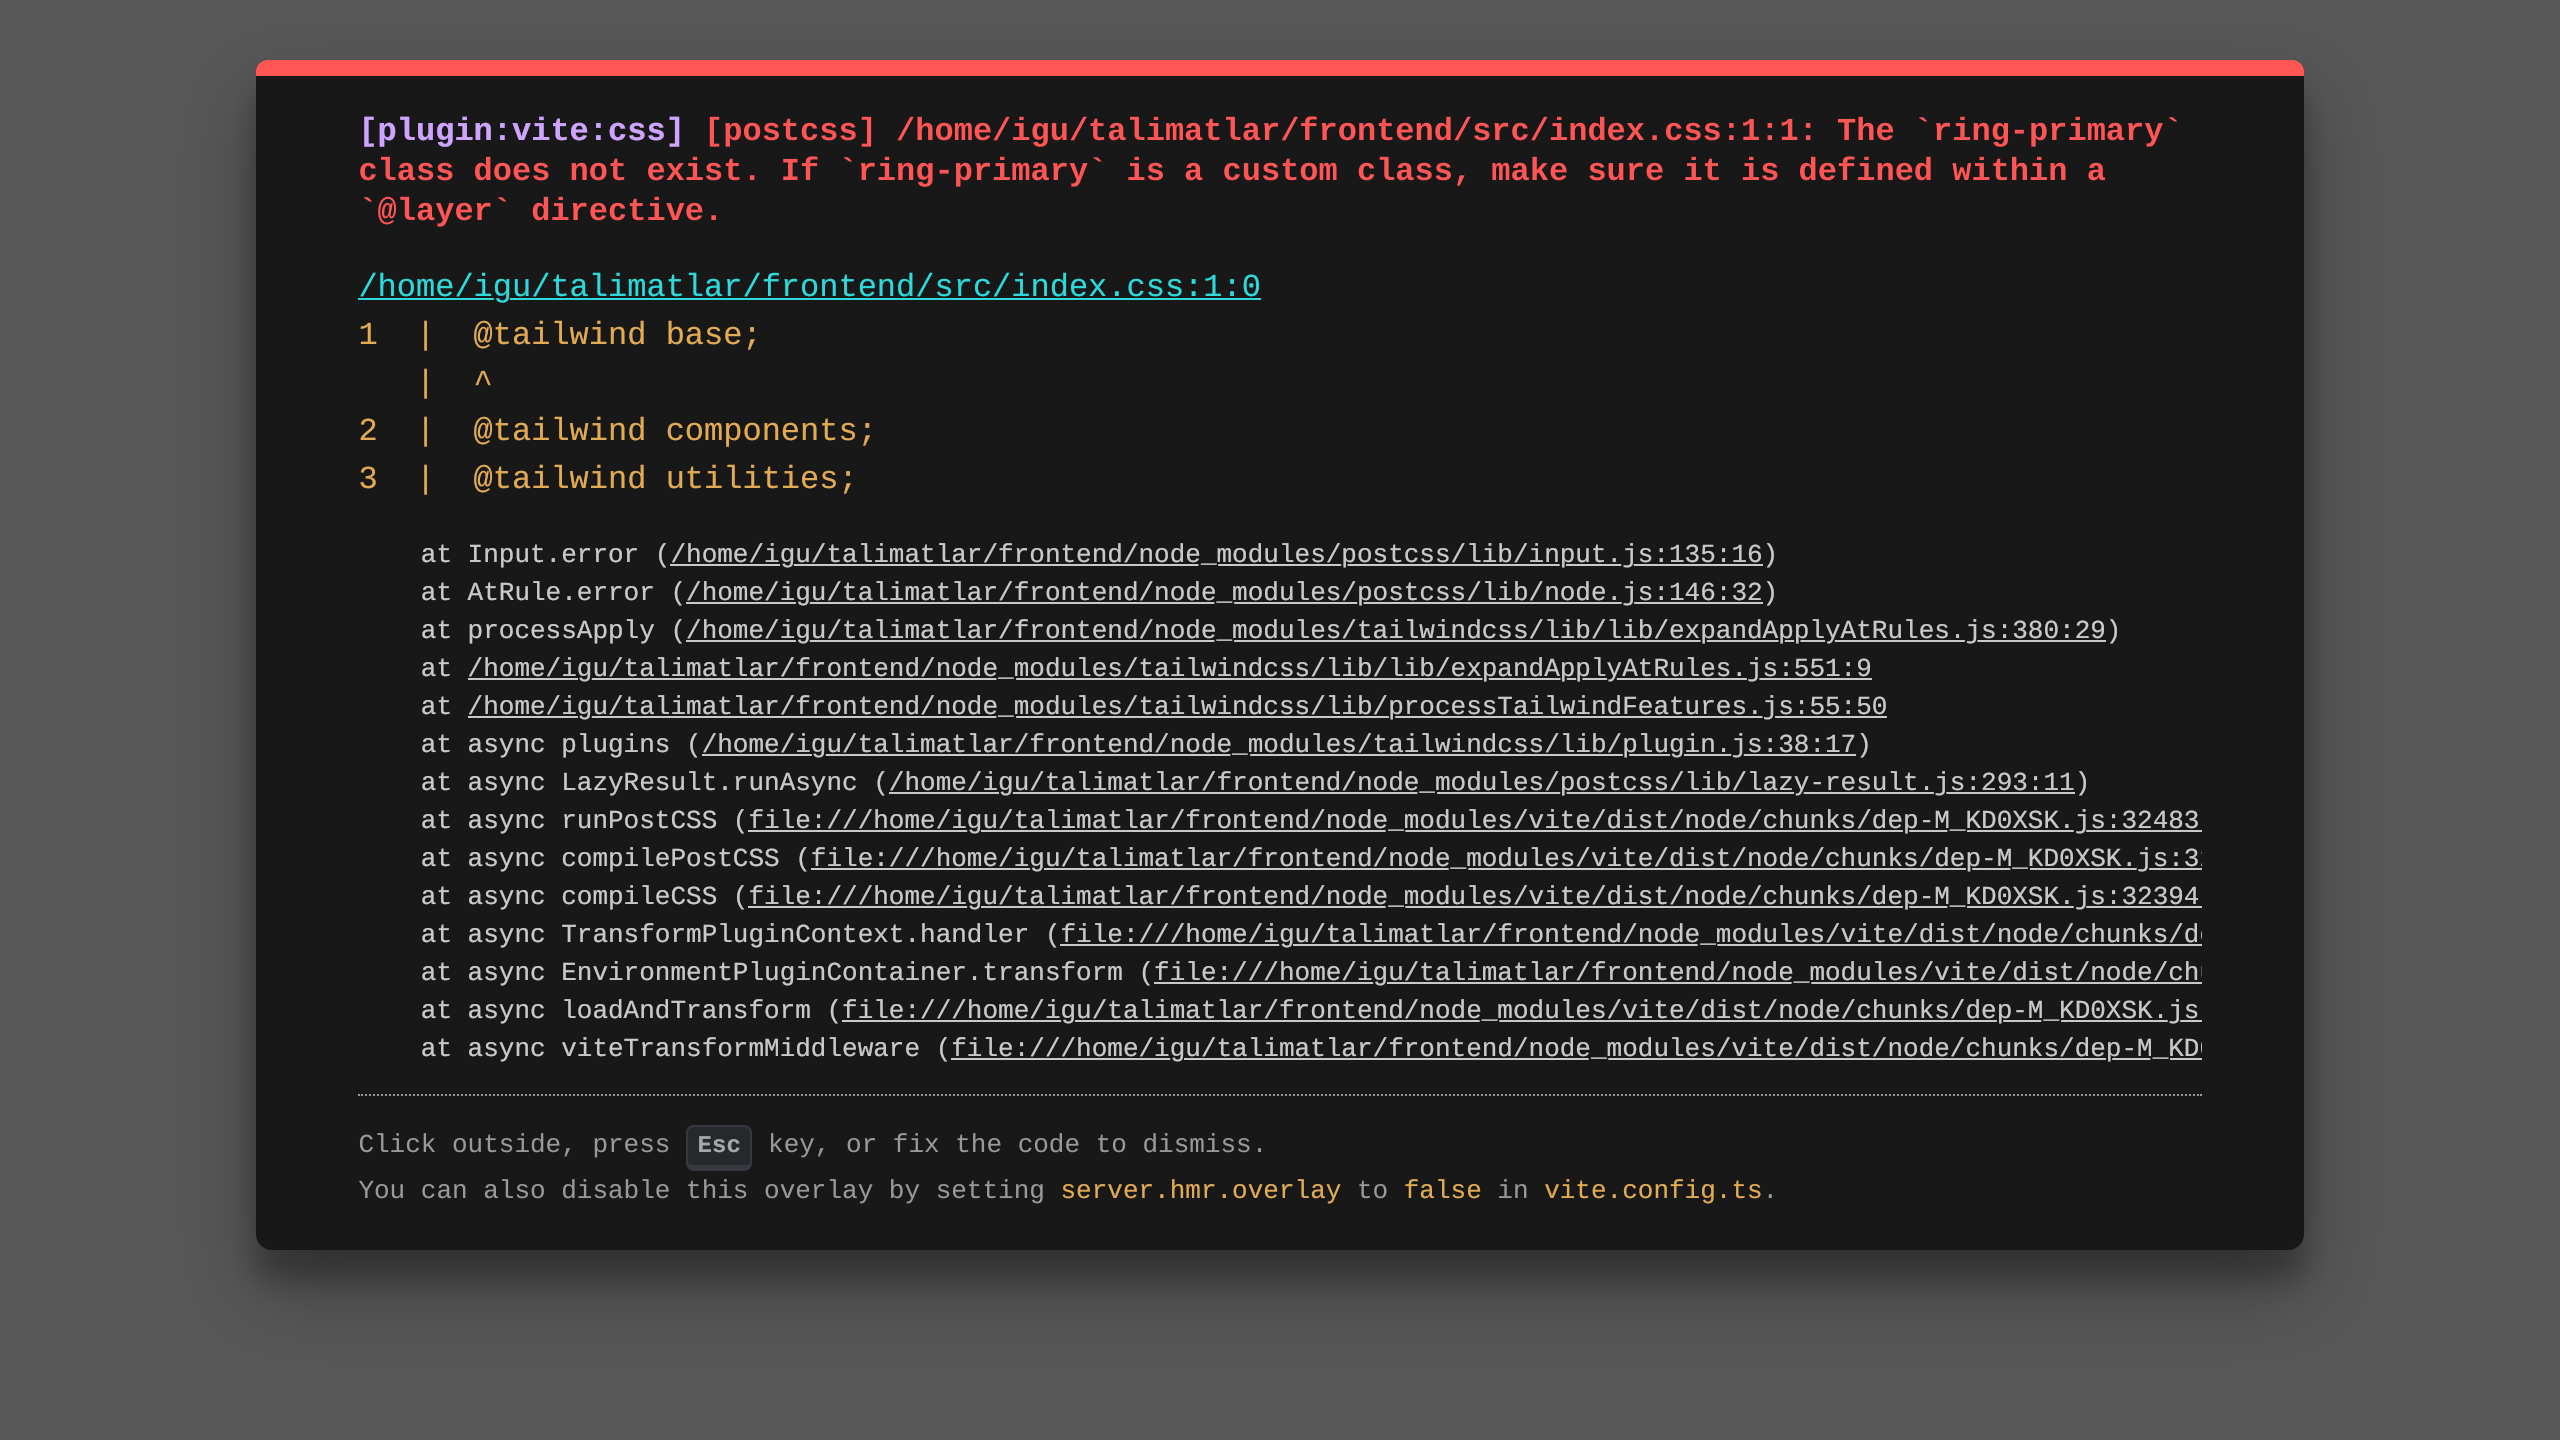 [plugin:vite:css] [postcss] /home/igu/talimatlar/frontend/src/index.css:1:1: The `ring-primary`
class does not exist. If `ring-primary` is a custom class, make sure it is defined within a
`@layer` directive.
/home/igu/talimatlar/frontend/src/index.css:1:0
1  |  @tailwind base;
   |  ^
2  |  @tailwind components;
3  |  @tailwind utilities;
    at Input.error (/home/igu/talimatlar/frontend/node_modules/postcss/lib/input.js:135:16)
    at AtRule.error (/home/igu/talimatlar/frontend/node_modules/postcss/lib/node.js:146:32)
    at processApply (/home/igu/talimatlar/frontend/node_modules/tailwindcss/lib/lib/expandApplyAtRules.js:380:29)
    at /home/igu/talimatlar/frontend/node_modules/tailwindcss/lib/lib/expandApplyAtRules.js:551:9
    at /home/igu/talimatlar/frontend/node_modules/tailwindcss/lib/processTailwindFeatures.js:55:50
    at async plugins (/home/igu/talimatlar/frontend/node_modules/tailwindcss/lib/plugin.js:38:17)
    at async LazyResult.runAsync (/home/igu/talimatlar/frontend/node_modules/postcss/lib/lazy-result.js:293:11)
    at async runPostCSS (file:///home/igu/talimatlar/frontend/node_modules/vite/dist/node/chunks/dep-M_KD0XSK.js:32483
    at async compilePostCSS (file:///home/igu/talimatlar/frontend/node_modules/vite/dist/node/chunks/dep-M_KD0XSK.js:3
    at async compileCSS (file:///home/igu/talimatlar/frontend/node_modules/vite/dist/node/chunks/dep-M_KD0XSK.js:32394
    at async TransformPluginContext.handler (file:///home/igu/talimatlar/frontend/node_modules/vite/dist/node/chunks/d
    at async EnvironmentPluginContainer.transform (file:///home/igu/talimatlar/frontend/node_modules/vite/dist/node/ch
    at async loadAndTransform (file:///home/igu/talimatlar/frontend/node_modules/vite/dist/node/chunks/dep-M_KD0XSK.js
    at async viteTransformMiddleware (file:///home/igu/talimatlar/frontend/node_modules/vite/dist/node/chunks/dep-M_KD
Click outside, press Esc key, or fix the code to dismiss.
You can also disable this overlay by setting server.hmr.overlay to false in vite.config.ts.